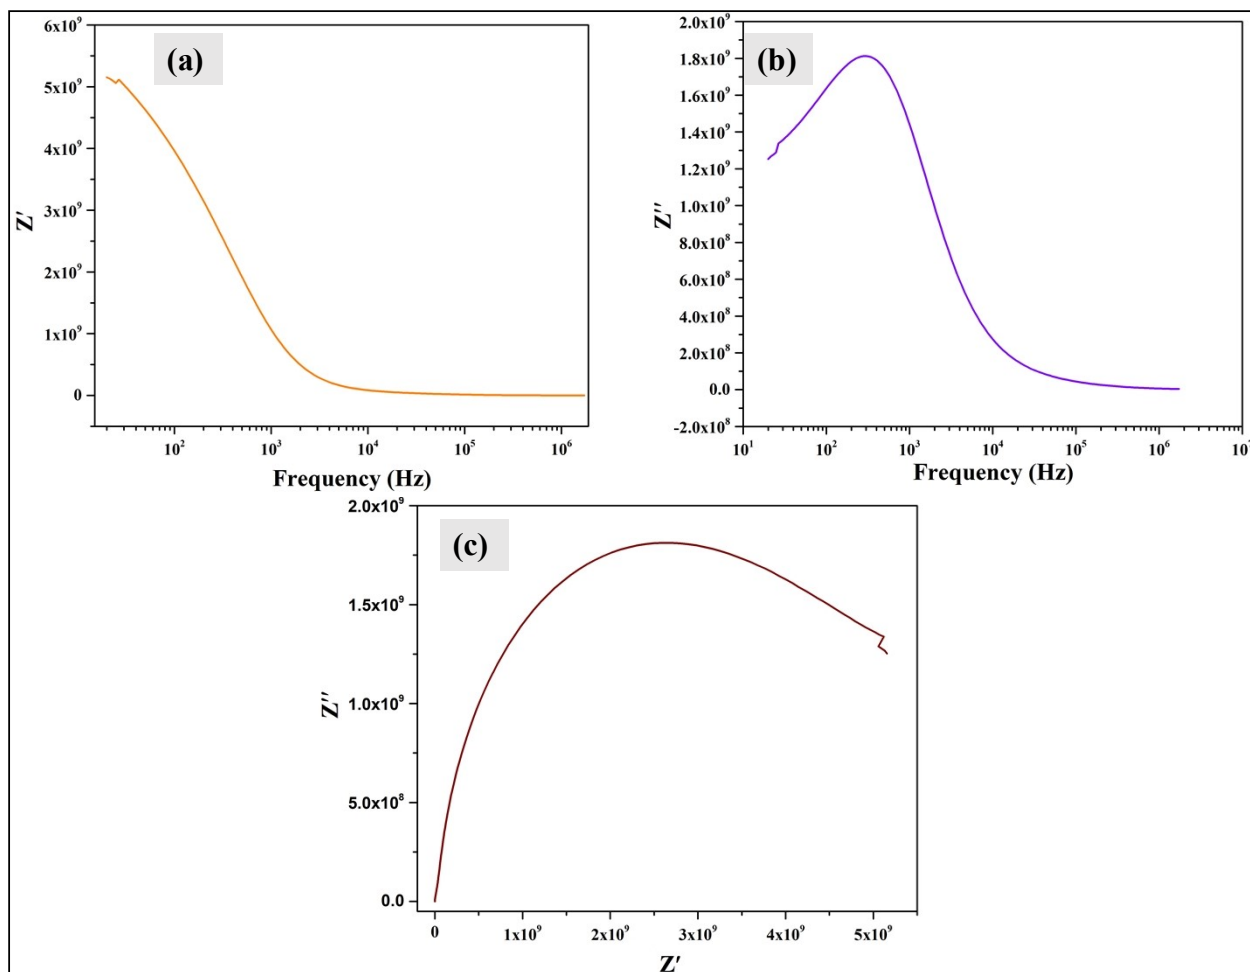 (a)
6x10⁹
5x10⁹
4x10⁹
3x10⁹
2x10⁹
1x10⁹
0
Z′
10² 10³ 10⁴ 10⁵ 10⁶
Frequency (Hz)
(b)
2.0x10⁹
1.8x10⁹
1.6x10⁹
1.4x10⁹
1.2x10⁹
1.0x10⁹
8.0x10⁸
6.0x10⁸
4.0x10⁸
2.0x10⁸
0.0
-2.0x10⁸
Z′′
10¹ 10² 10³ 10⁴ 10⁵ 10⁶ 10⁷
Frequency (Hz)
(c)
2.0x10⁹
1.5x10⁹
1.0x10⁹
5.0x10⁸
0.0
Z′′
0 1x10⁹ 2x10⁹ 3x10⁹ 4x10⁹ 5x10⁹
Z′